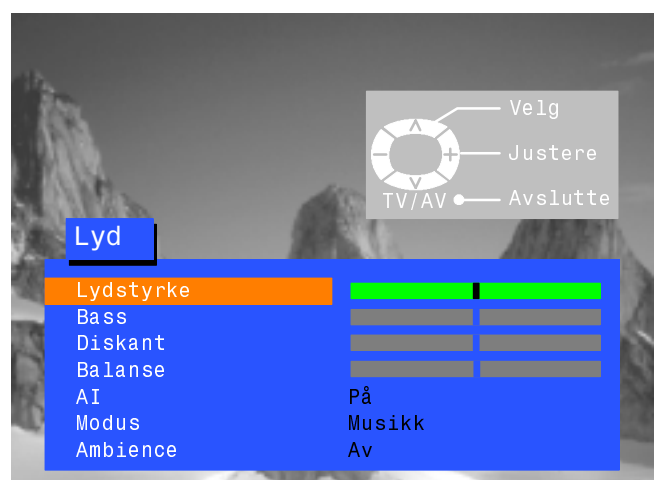 Velg
Justere
TV/AV Avslutte
Lyd
Lydstyrke
Bass
Diskant
Balanse
AI På
Modus Musikk
Ambience Av